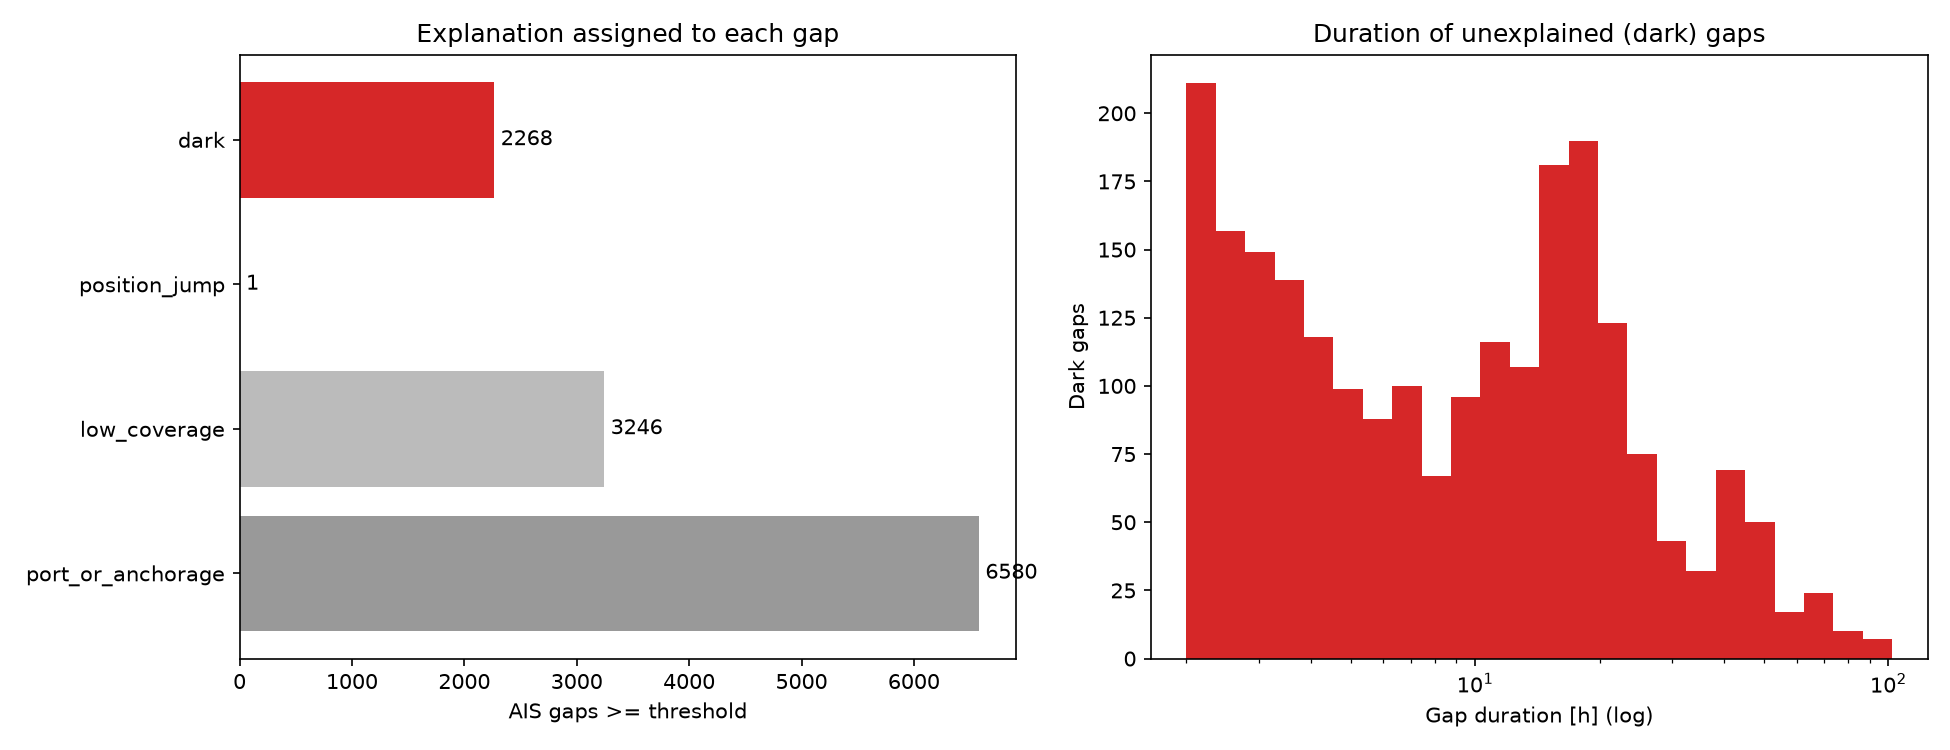 Explanation assigned to each gap
dark
2268
position_jump
1
low_coverage
3246
port_or_anchorage
6580
0 1000 2000 3000 4000 5000 6000
AIS gaps >= threshold
Duration of unexplained (dark) gaps
Dark gaps
200
175
150
125
100
75
50
25
0
10¹ 10²
Gap duration [h] (log)